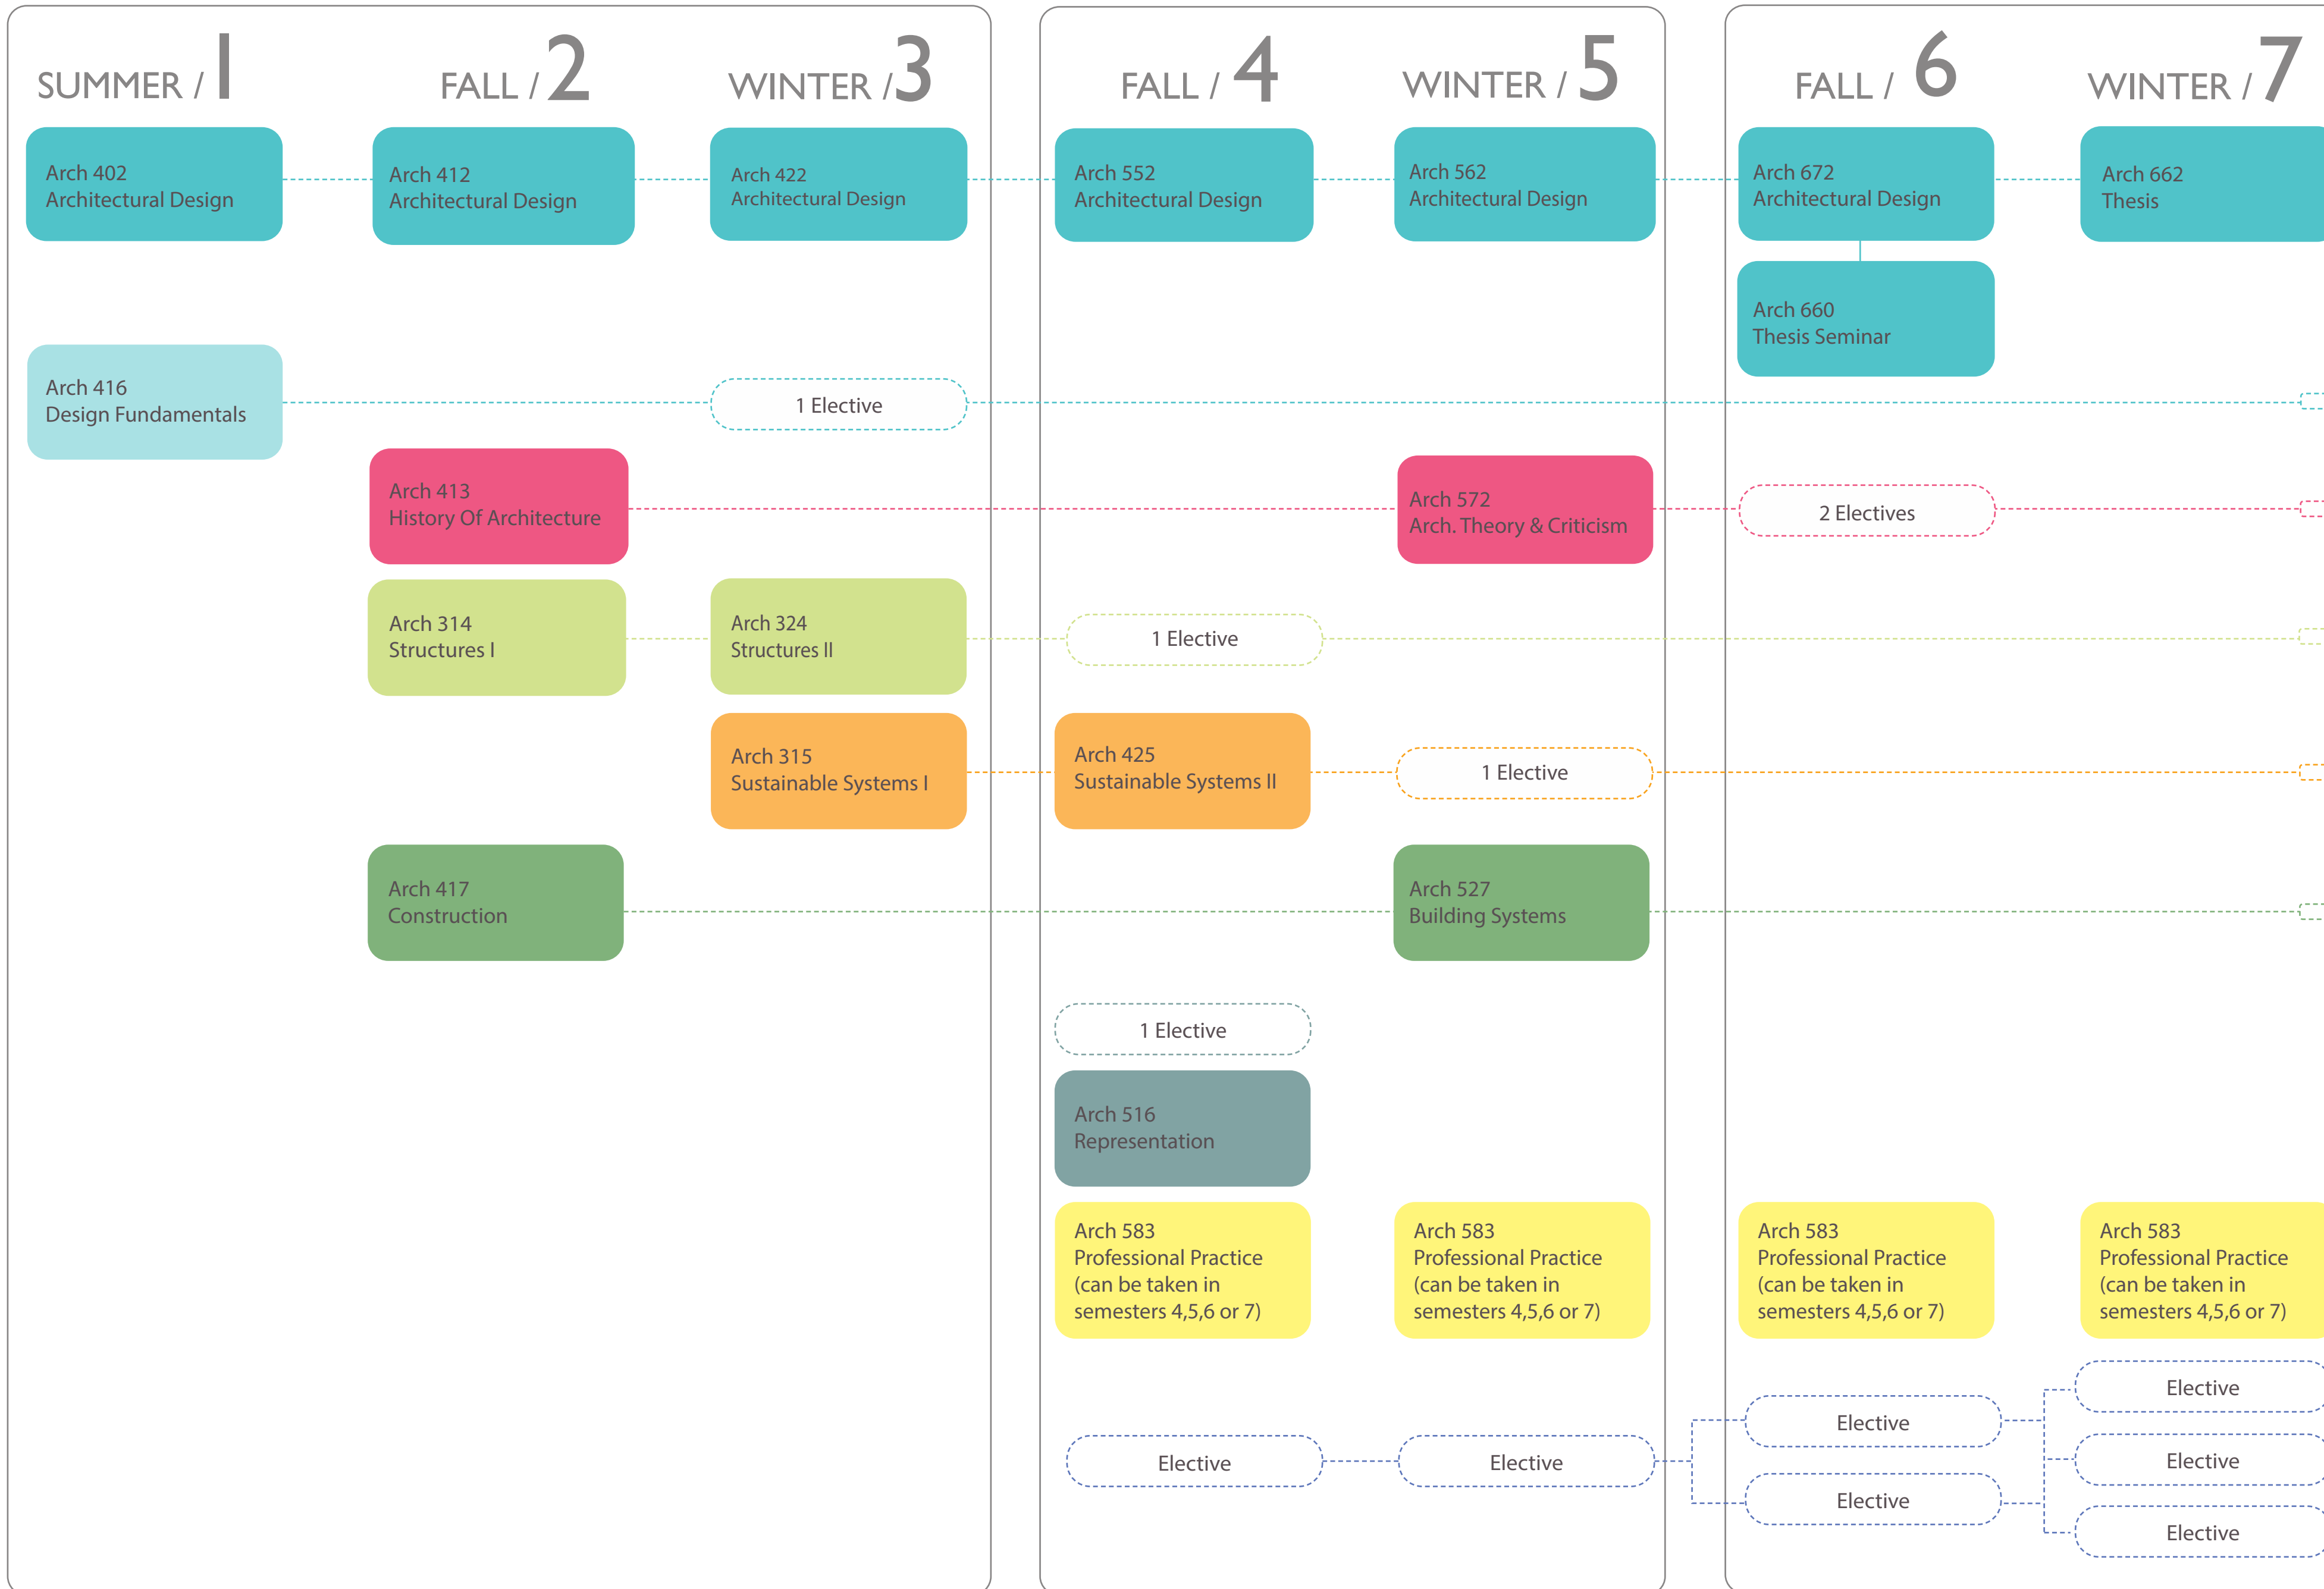 SUMMER / 1
FALL / 2
WINTER / 3
FALL / 4
WINTER / 5
FALL / 6
WINTER / 7
Arch 402
Architectural Design
Arch 412
Architectural Design
Arch 422
Architectural Design
Arch 552
Architectural Design
Arch 562
Architectural Design
Arch 672
Architectural Design
Arch 662
Thesis
Arch 660
Thesis Seminar
Arch 416
Design Fundamentals
1 Elective
Arch 413
History Of Architecture
Arch 572
Arch. Theory & Criticism
2 Electives
Arch 314
Structures I
Arch 324
Structures II
1 Elective
Arch 315
Sustainable Systems I
Arch 425
Sustainable Systems II
1 Elective
Arch 417
Construction
Arch 527
Building Systems
1 Elective
Arch 516
Representation
Arch 583
Professional Practice
(can be taken in
semesters 4,5,6 or 7)
Arch 583
Professional Practice
(can be taken in
semesters 4,5,6 or 7)
Arch 583
Professional Practice
(can be taken in
semesters 4,5,6 or 7)
Arch 583
Professional Practice
(can be taken in
semesters 4,5,6 or 7)
Elective
Elective
Elective
Elective
Elective
Elective
Elective